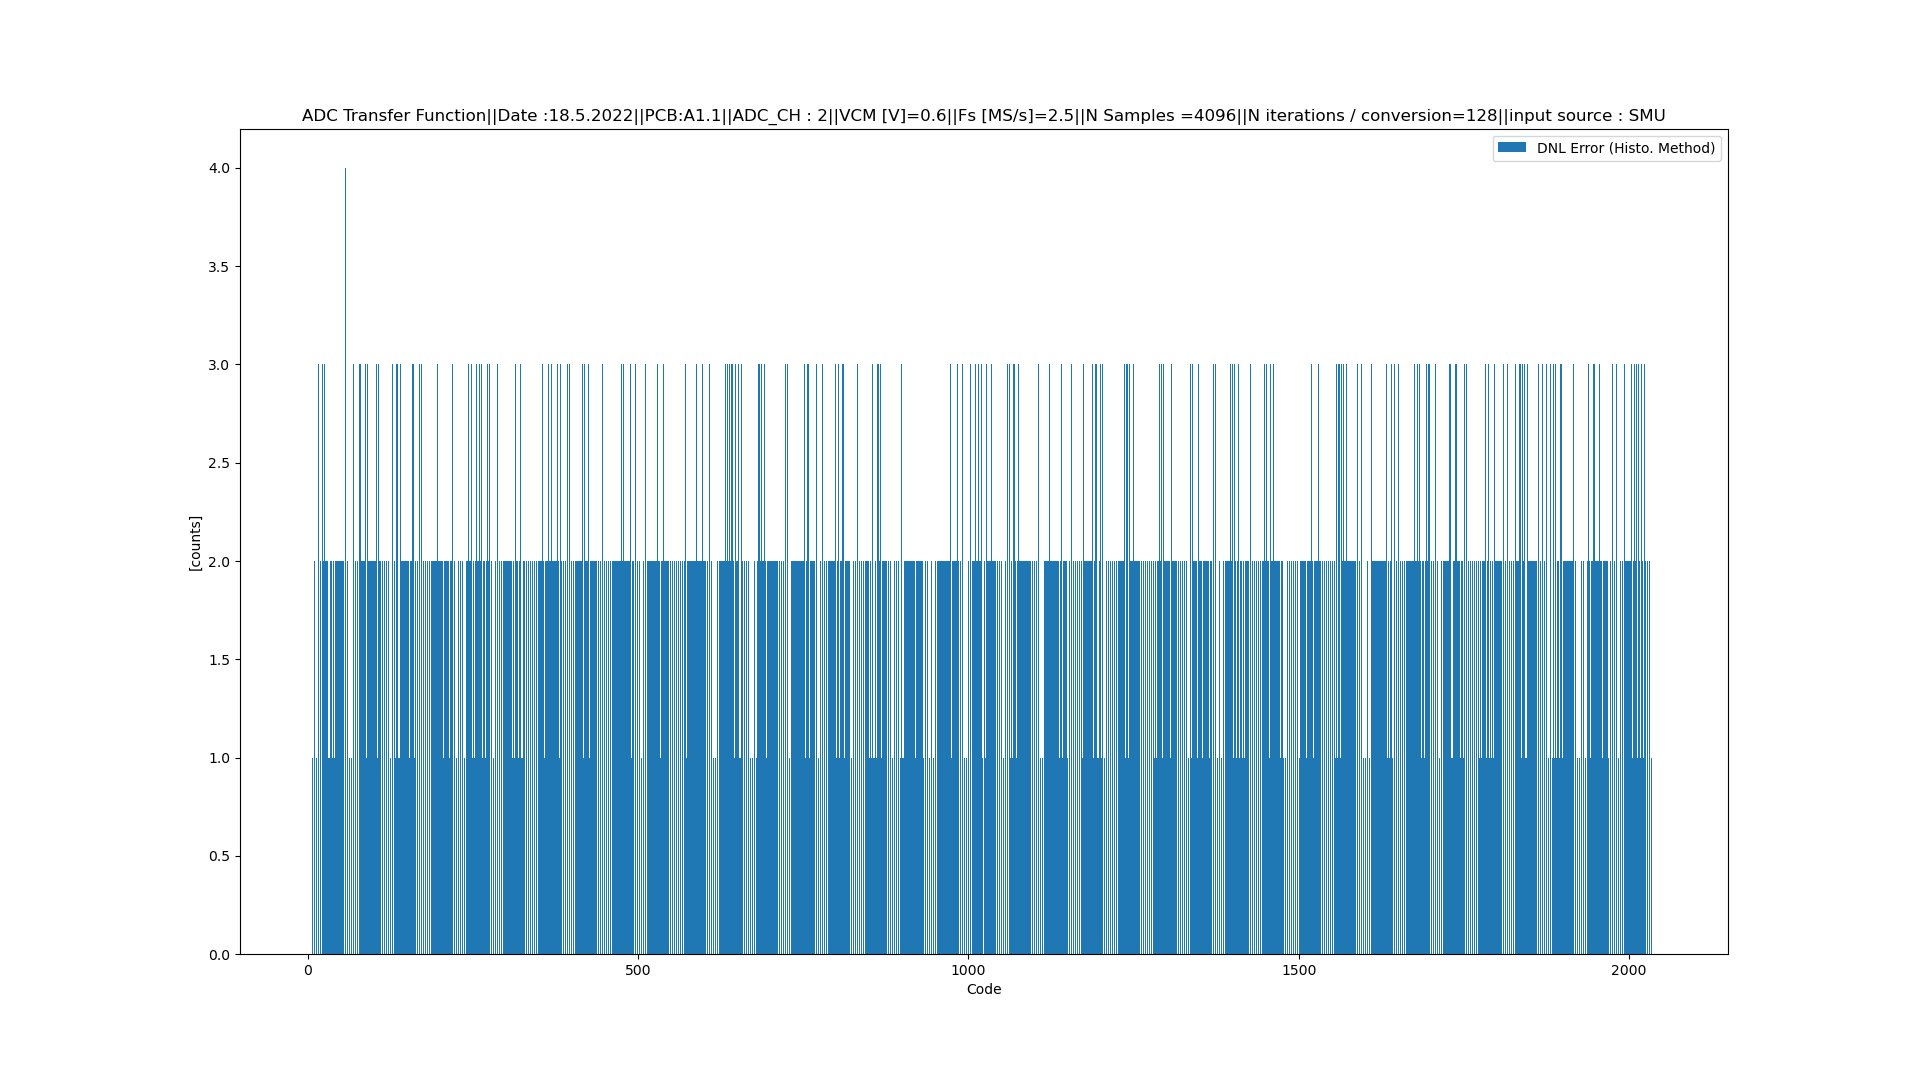 ADC Transfer Function||Date :18.5.2022||PCB:A1.1||ADC_CH : 2||VCM [V]=0.6||Fs [MS/s]=2.5||N Samples =4096||N iterations / conversion=128||input source : SMU
DNL Error (Histo. Method)
4.0
3.5
3.0
2.5
2.0
1.5
1.0
0.5
0.0
[counts]
0 500 1000 1500 2000
Code